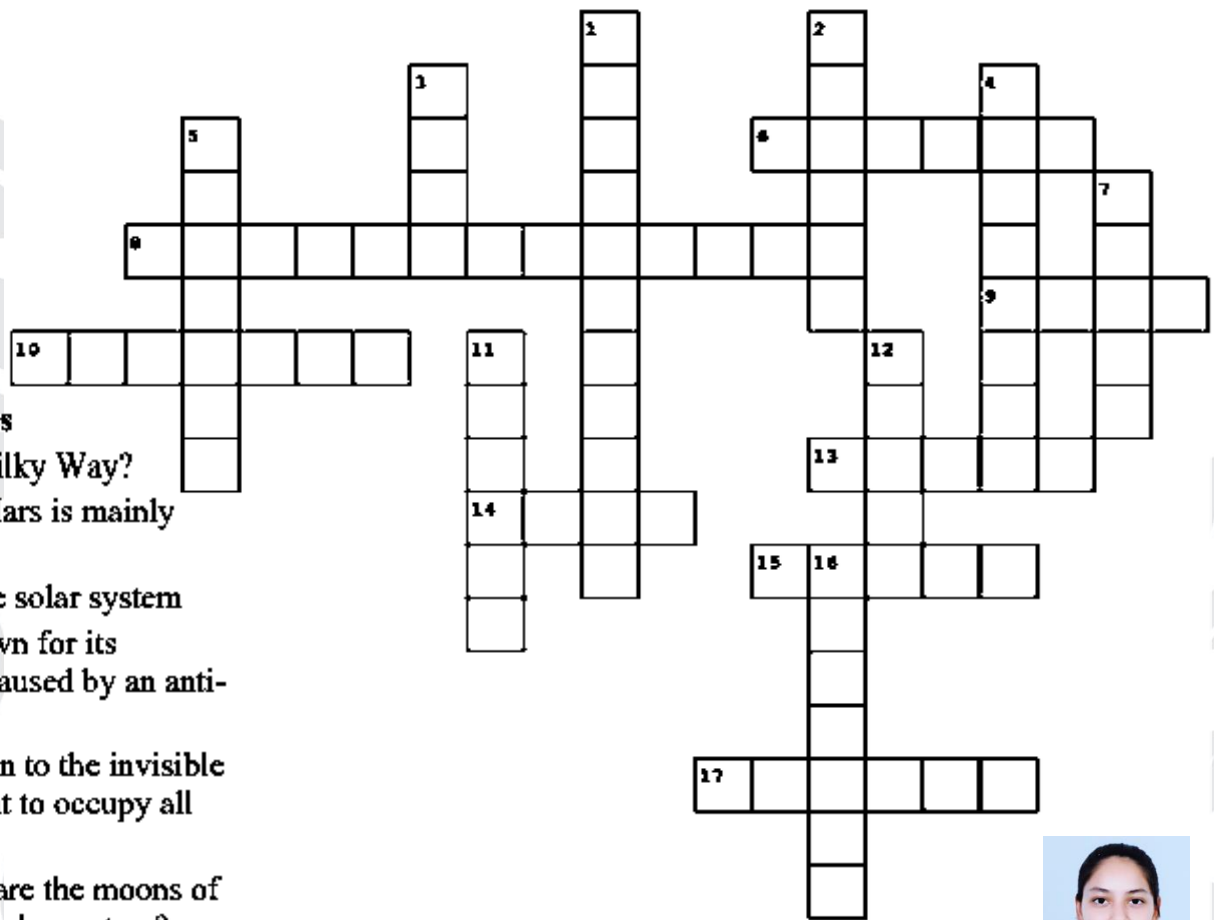 1 2
3 4
5 6
7
8
9
10 11 12
s
ilky Way?
13
ars is mainly
14
15 16
e solar system
vn for its
aused by an anti-
n to the invisible
17
t to occupy all
are the moons of